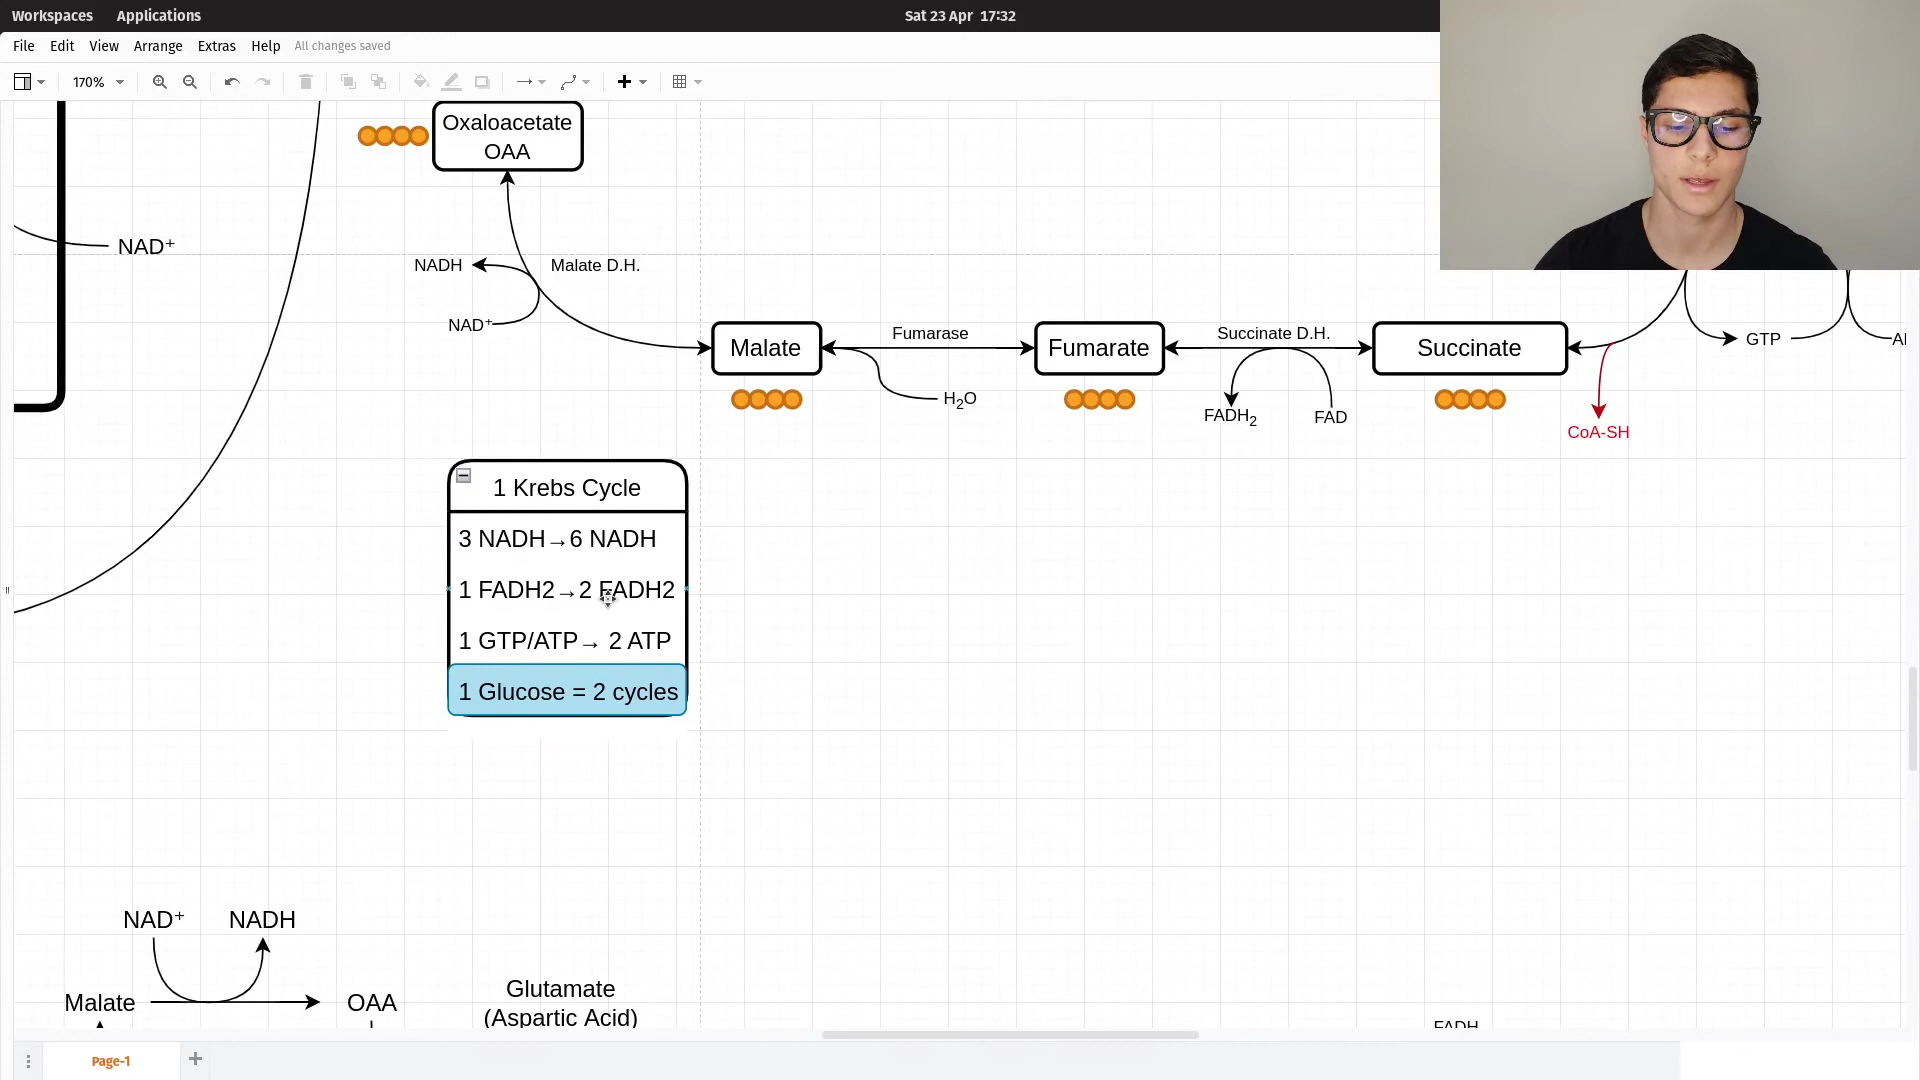 Workspaces
Applications
Sat 23 Apr 17:32
File
Edit
View
Arrange
Extras
Help
All changes saved
170%
Oxaloacetate
OAA
NAD⁺
NADH
Malate D.H.
NAD⁺
Malate
Fumarase
H₂O
Fumarate
Succinate D.H.
FADH₂
FAD
Succinate
CoA-SH
GTP
1 Krebs Cycle
3 NADH→6 NADH
1 FADH2→2 FADH2
1 GTP/ATP→ 2 ATP
1 Glucose = 2 cycles
NAD⁺
NADH
Malate
OAA
Glutamate
(Aspartic Acid)
FADH
Page-1